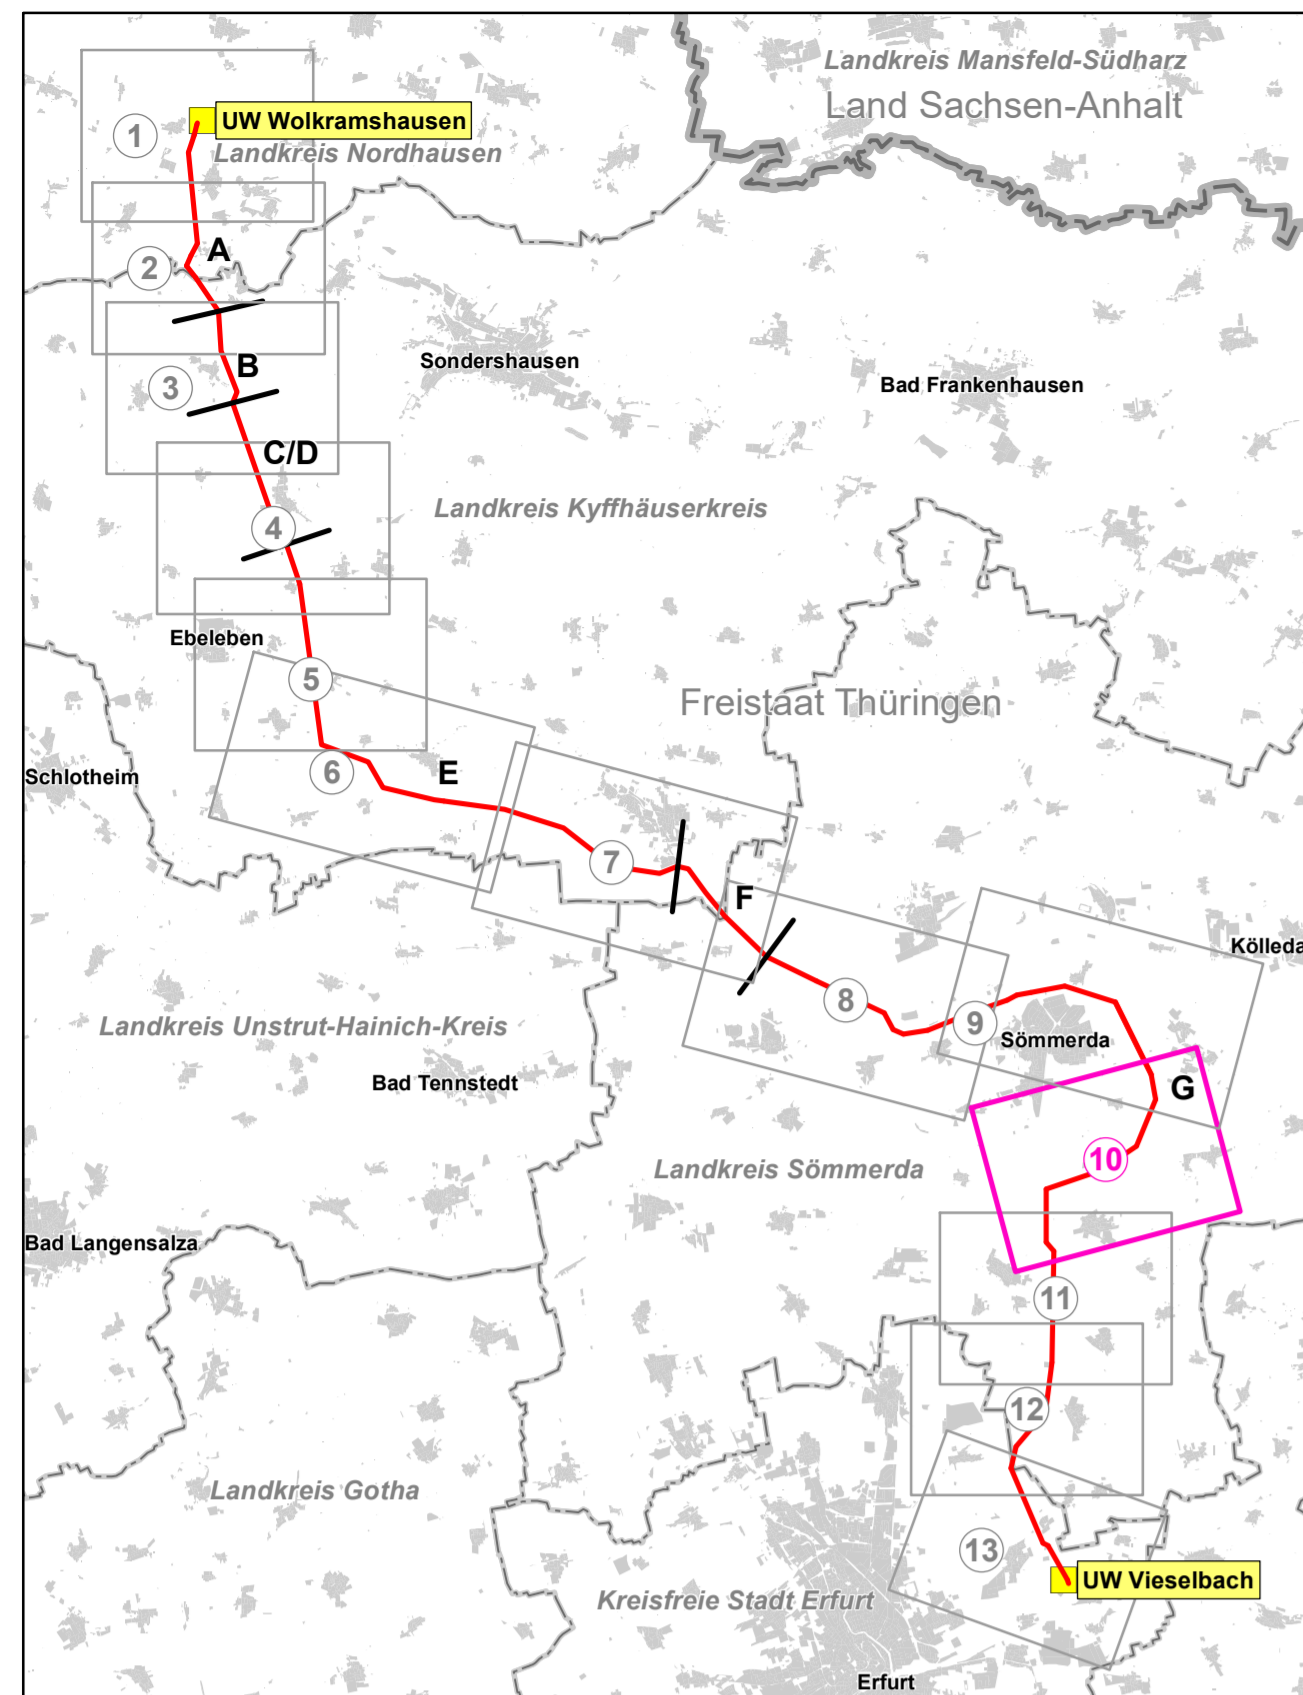 Landkreis Mansfeld-Südharz
Land Sachsen-Anhalt
1
UW Wolkramshausen
Landkreis Nordhausen
A
2
B
3
Sondershausen
Bad Frankenhausen
C/D
Landkreis Kyffhäuserkreis
4
Ebeleben
5
Freistaat Thüringen
Schlotheim
6
E
7
F
Kölleda
8
9
Sömmerda
Landkreis Unstrut-Hainich-Kreis
Bad Tennstedt
G
10
Landkreis Sömmerda
Bad Langensalza
11
12
Landkreis Gotha
13
UW Vieselbach
Kreisfreie Stadt Erfurt
Erfurt